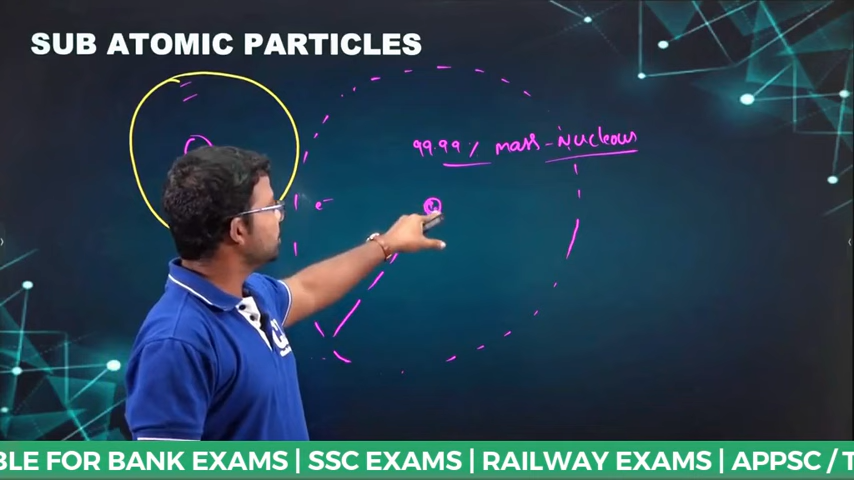 SUB ATOMIC PARTICLES
99.99% mass - Nucleous
e-
BLE FOR BANK EXAMS | SSC EXAMS | RAILWAY EXAMS | APPSC / T